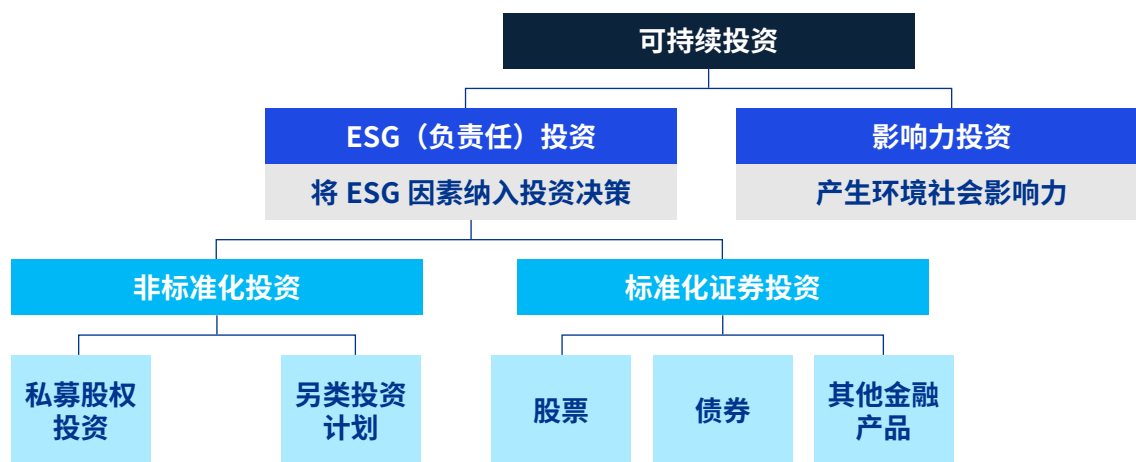 可持续投资
ESG（负责任）投资
影响力投资
将 ESG 因素纳入投资决策
产生环境社会影响力
非标准化投资
标准化证券投资
私募股权
投资
另类投资
计划
股票
债券
其他金融
产品